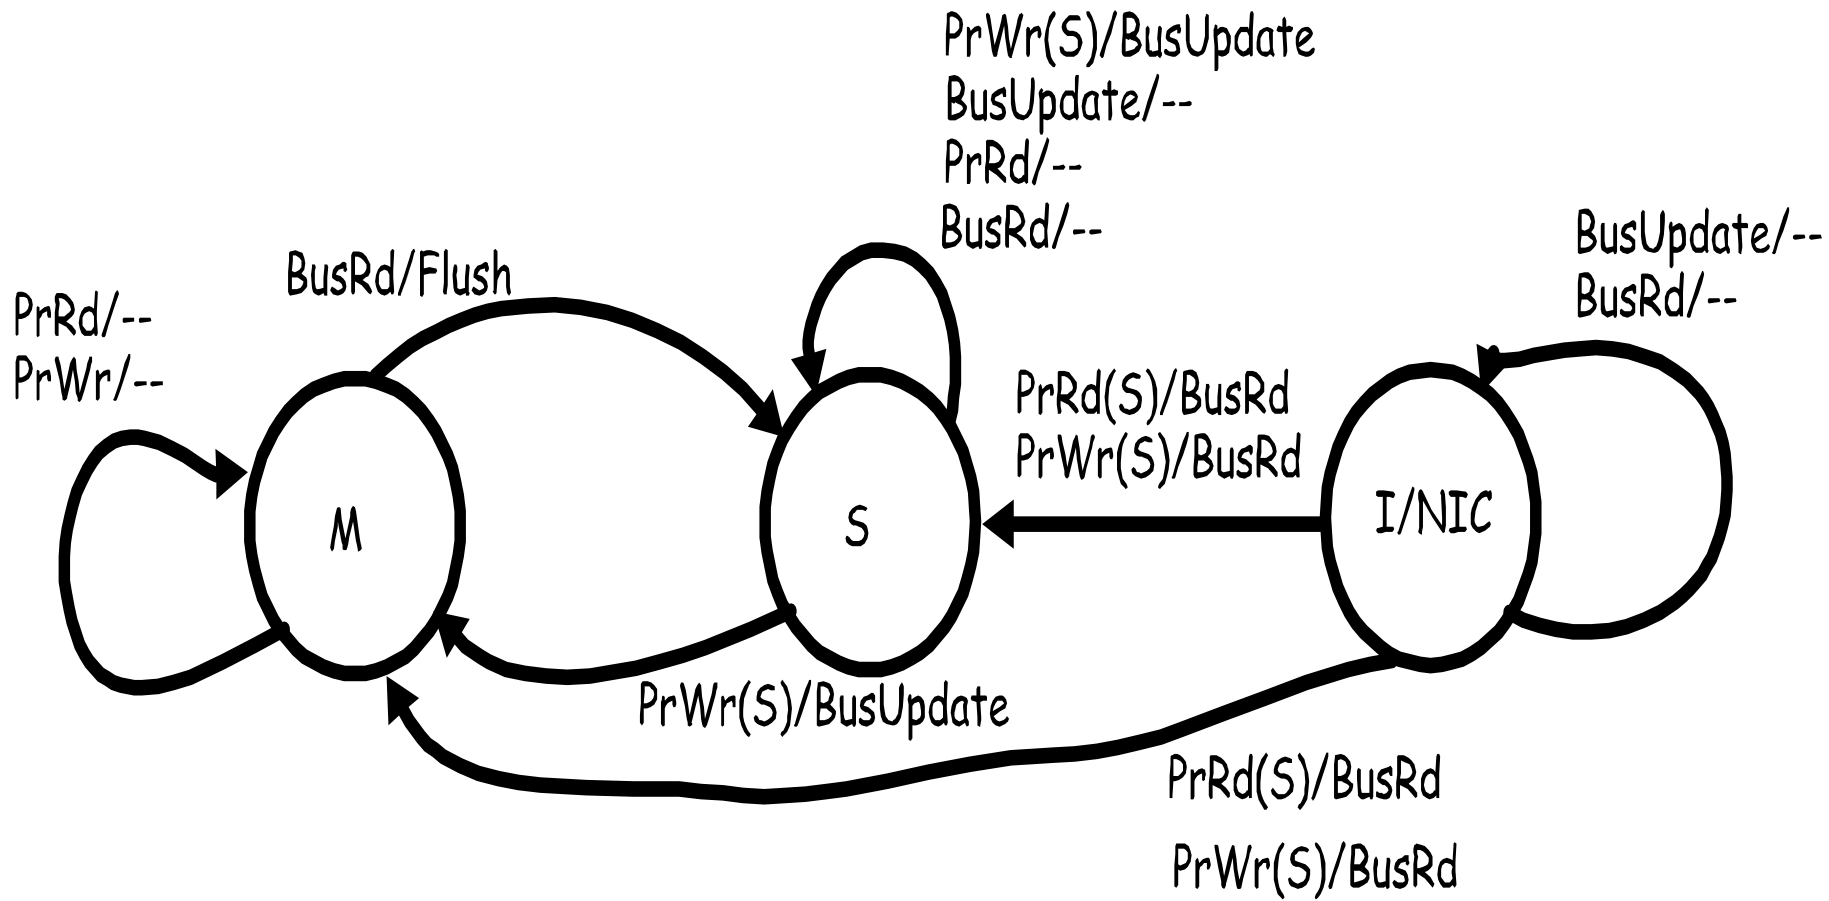 PrWr(S)/BusUpdate
BusUpdate/--
PrRd/--
BusRd/--
BusUpdate/--
BusRd/--
BusRd/Flush
PrRd/--
PrWr/--
PrRd(S)/BusRd
PrWr(S)/BusRd
M
S
I/NIC
PrWr(S)/BusUpdate
PrRd(S)/BusRd
PrWr(S)/BusRd